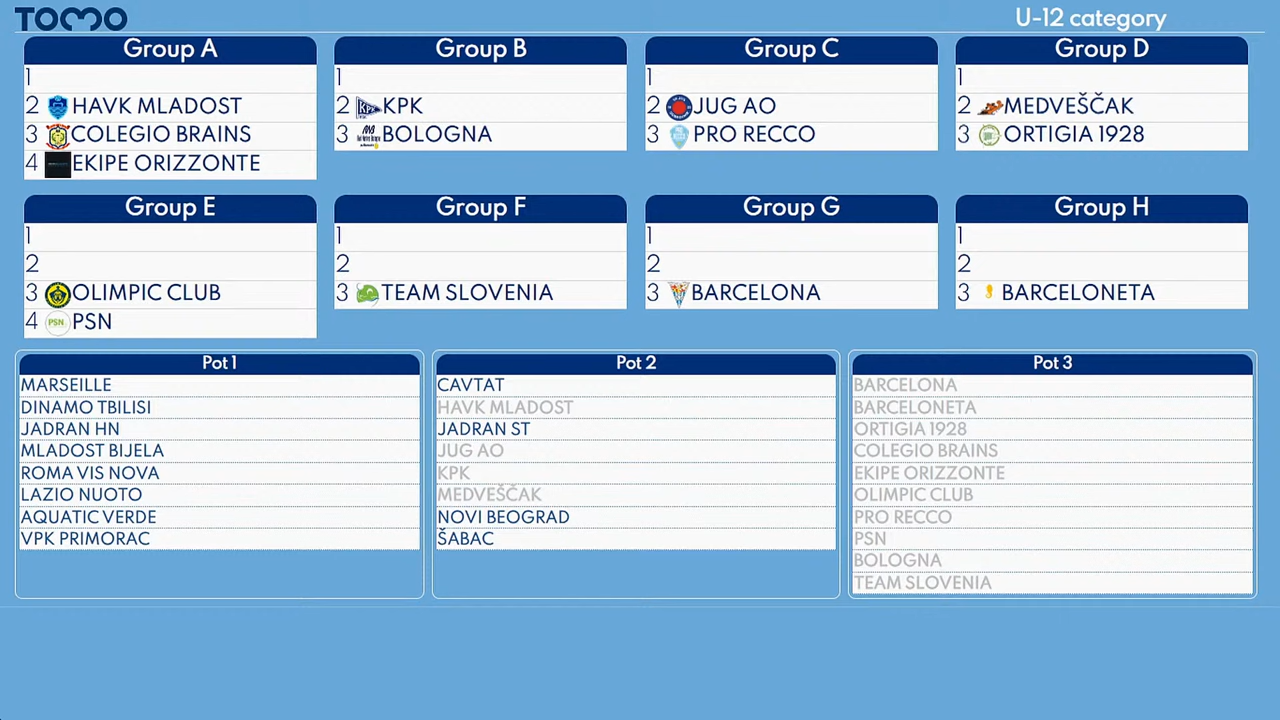 TOMO
U-12 category
Group A
1
2 HAVK MLADOST
3 COLEGIO BRAINS
4 EKIPE ORIZZONTE
Group B
1
2 KPK KPK
3 BOLOGNA
Group C
1
2 JUG AO
3 PRO RECCO
Group D
1
2 MEDVEŠČAK
3 ORTIGIA 1928
Group E
1
2
3 OLIMPIC CLUB
4 PSN PSN
Group F
1
2
3 TEAM SLOVENIA
Group G
1
2
3 BARCELONA
Group H
1
2
3 BARCELONETA
Pot 1
MARSEILLE
DINAMO TBILISI
JADRAN HN
MLADOST BIJELA
ROMA VIS NOVA
LAZIO NUOTO
AQUATIC VERDE
VPK PRIMORAC
Pot 2
CAVTAT
HAVK MLADOST
JADRAN ST
JUG AO
KPK
MEDVEŠČAK
NOVI BEOGRAD
ŠABAC
Pot 3
BARCELONA
BARCELONETA
ORTIGIA 1928
COLEGIO BRAINS
EKIPE ORIZZONTE
OLIMPIC CLUB
PRO RECCO
PSN
BOLOGNA
TEAM SLOVENIA